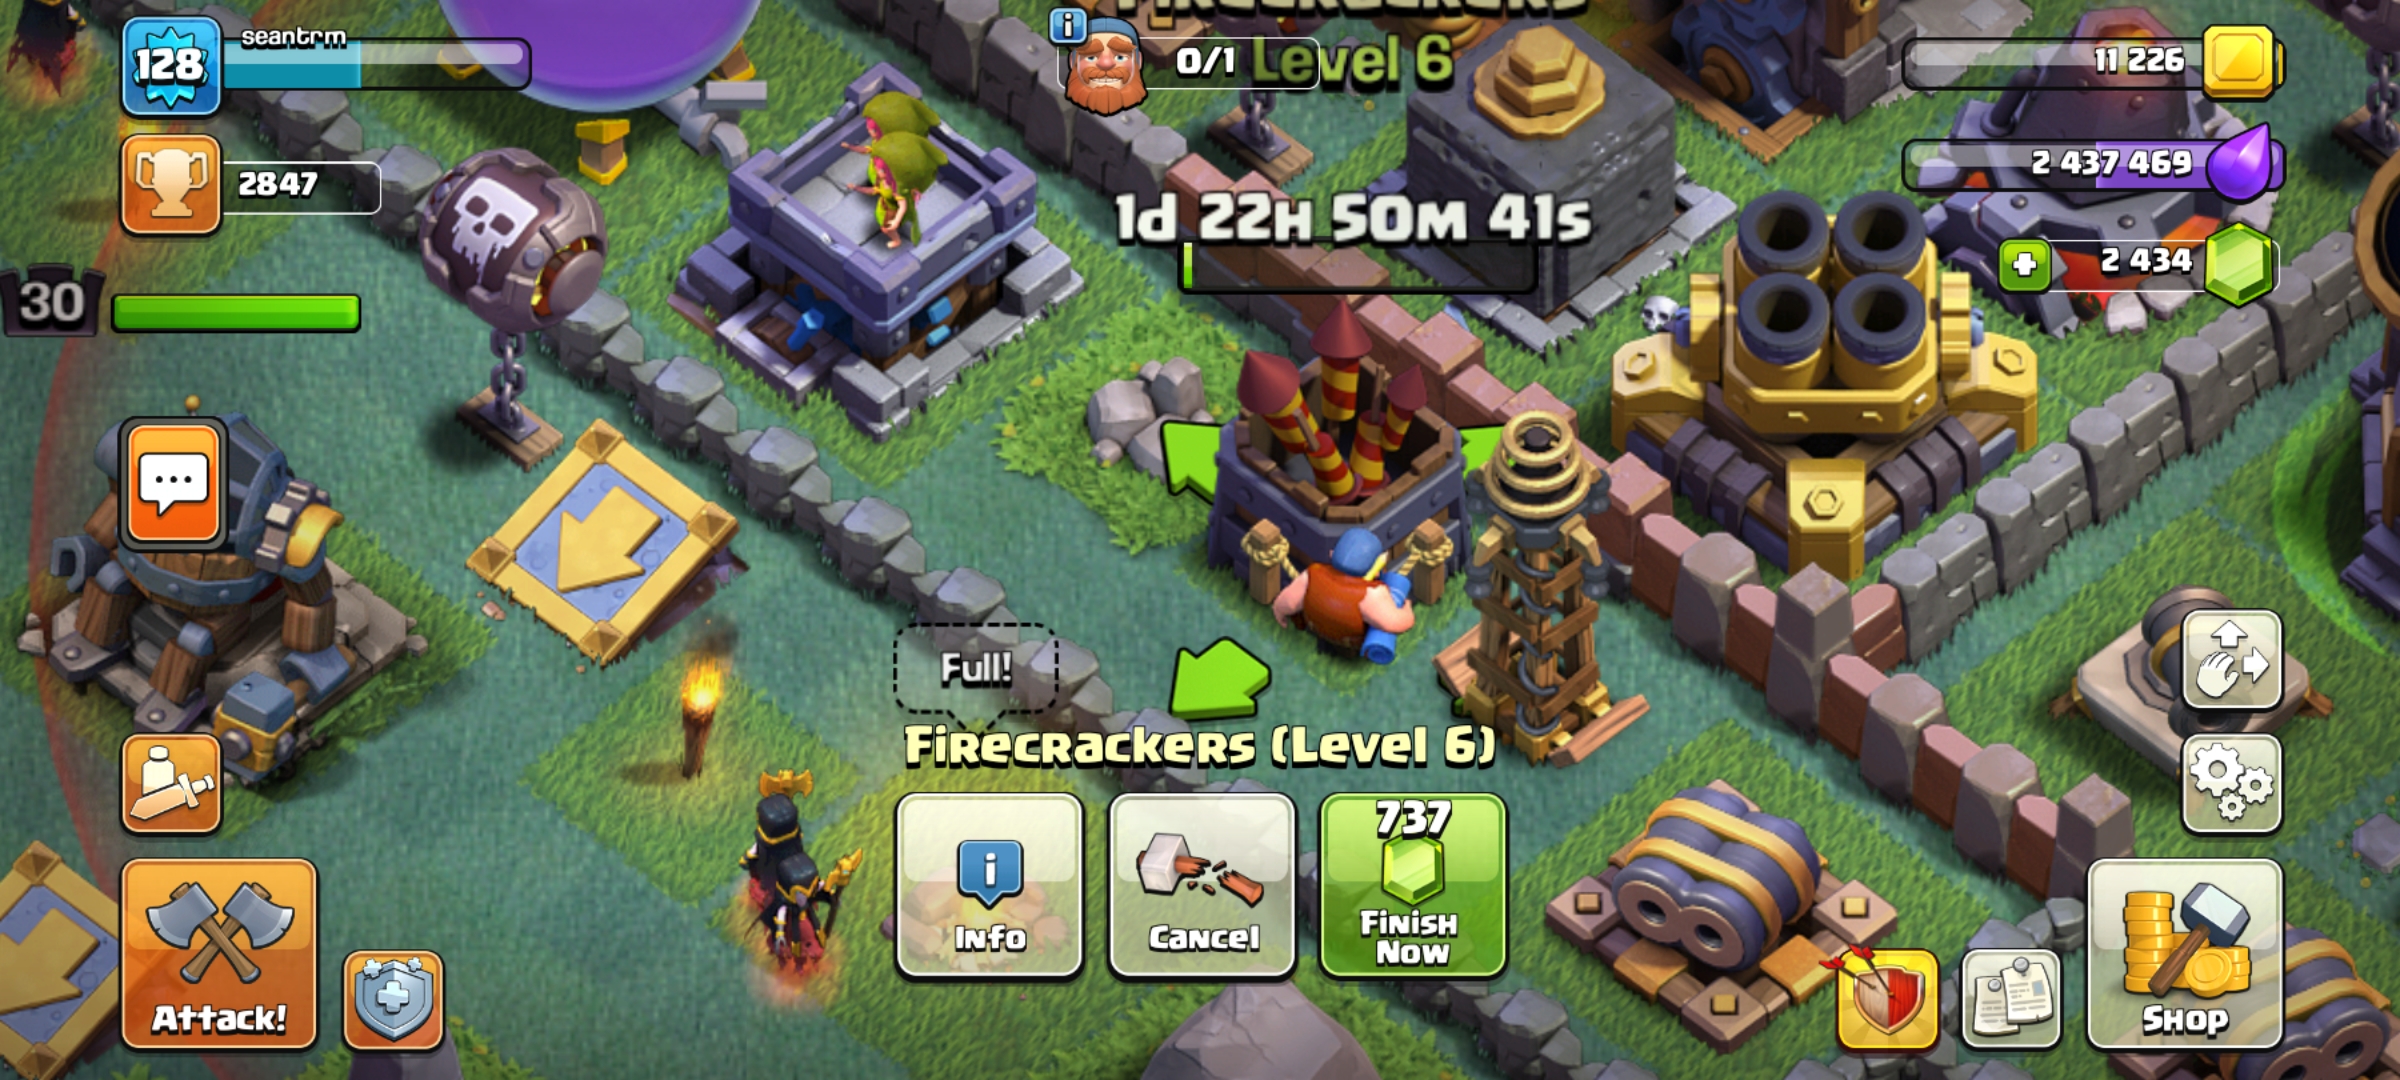 128
seantrm
i
0/1
Firecrackers
Level 6
11 226
2847
2 437 469
1d 22H 50M 41s
2 434
30
Full!
Firecrackers (Level 6)
i
Info
Cancel
737
Finish
Now
Attack!
Shop